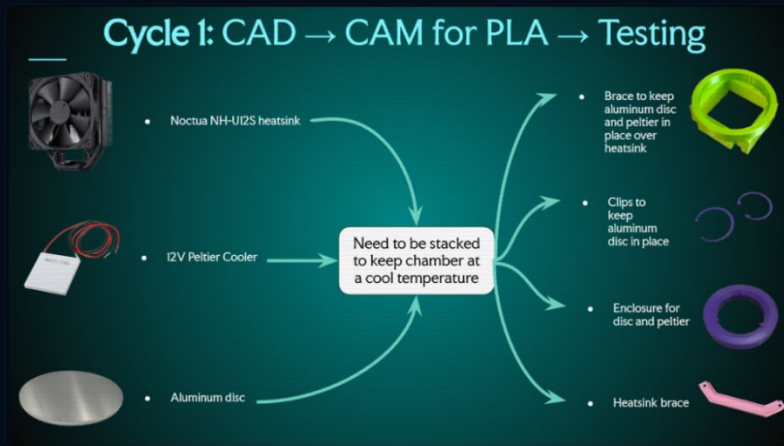 Cycle 1: CAD → CAM for PLA → Testing
• Noctua NH-U12S heatsink
• 12V Peltier Cooler
• Aluminum disc
Need to be stacked
to keep chamber at
a cool temperature
• Brace to keep
aluminum disc
and peltier in
place over
heatsink
• Clips to
keep
aluminum
disc in place
• Enclosure for
disc and peltier
• Heatsink brace